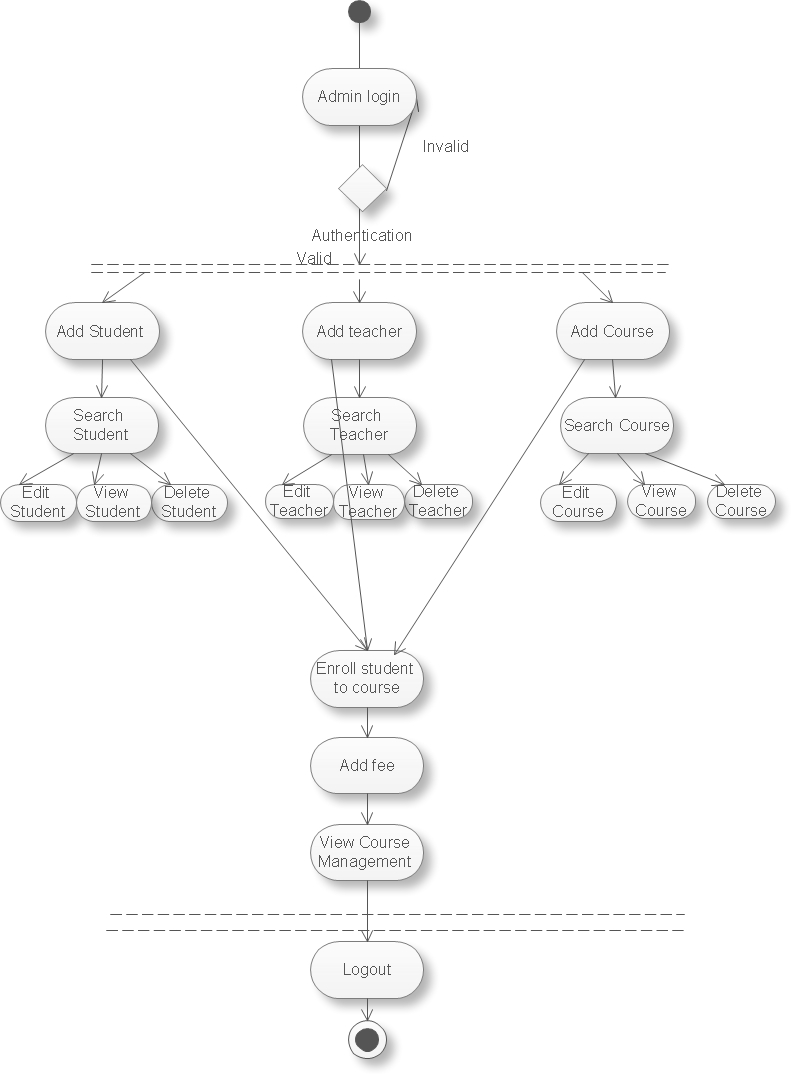 Admin login
Invalid
Authentication
Valid
Add Student
Add teacher
Add Course
Search
Student
Search
Teacher
Search Course
Edit
Student
View
Student
Delete
Student
Edit
Teacher
View
Teacher
Delete
Teacher
Edit
Course
View
Course
Delete
Course
Enroll student
to course
Add fee
View Course
Management
Logout